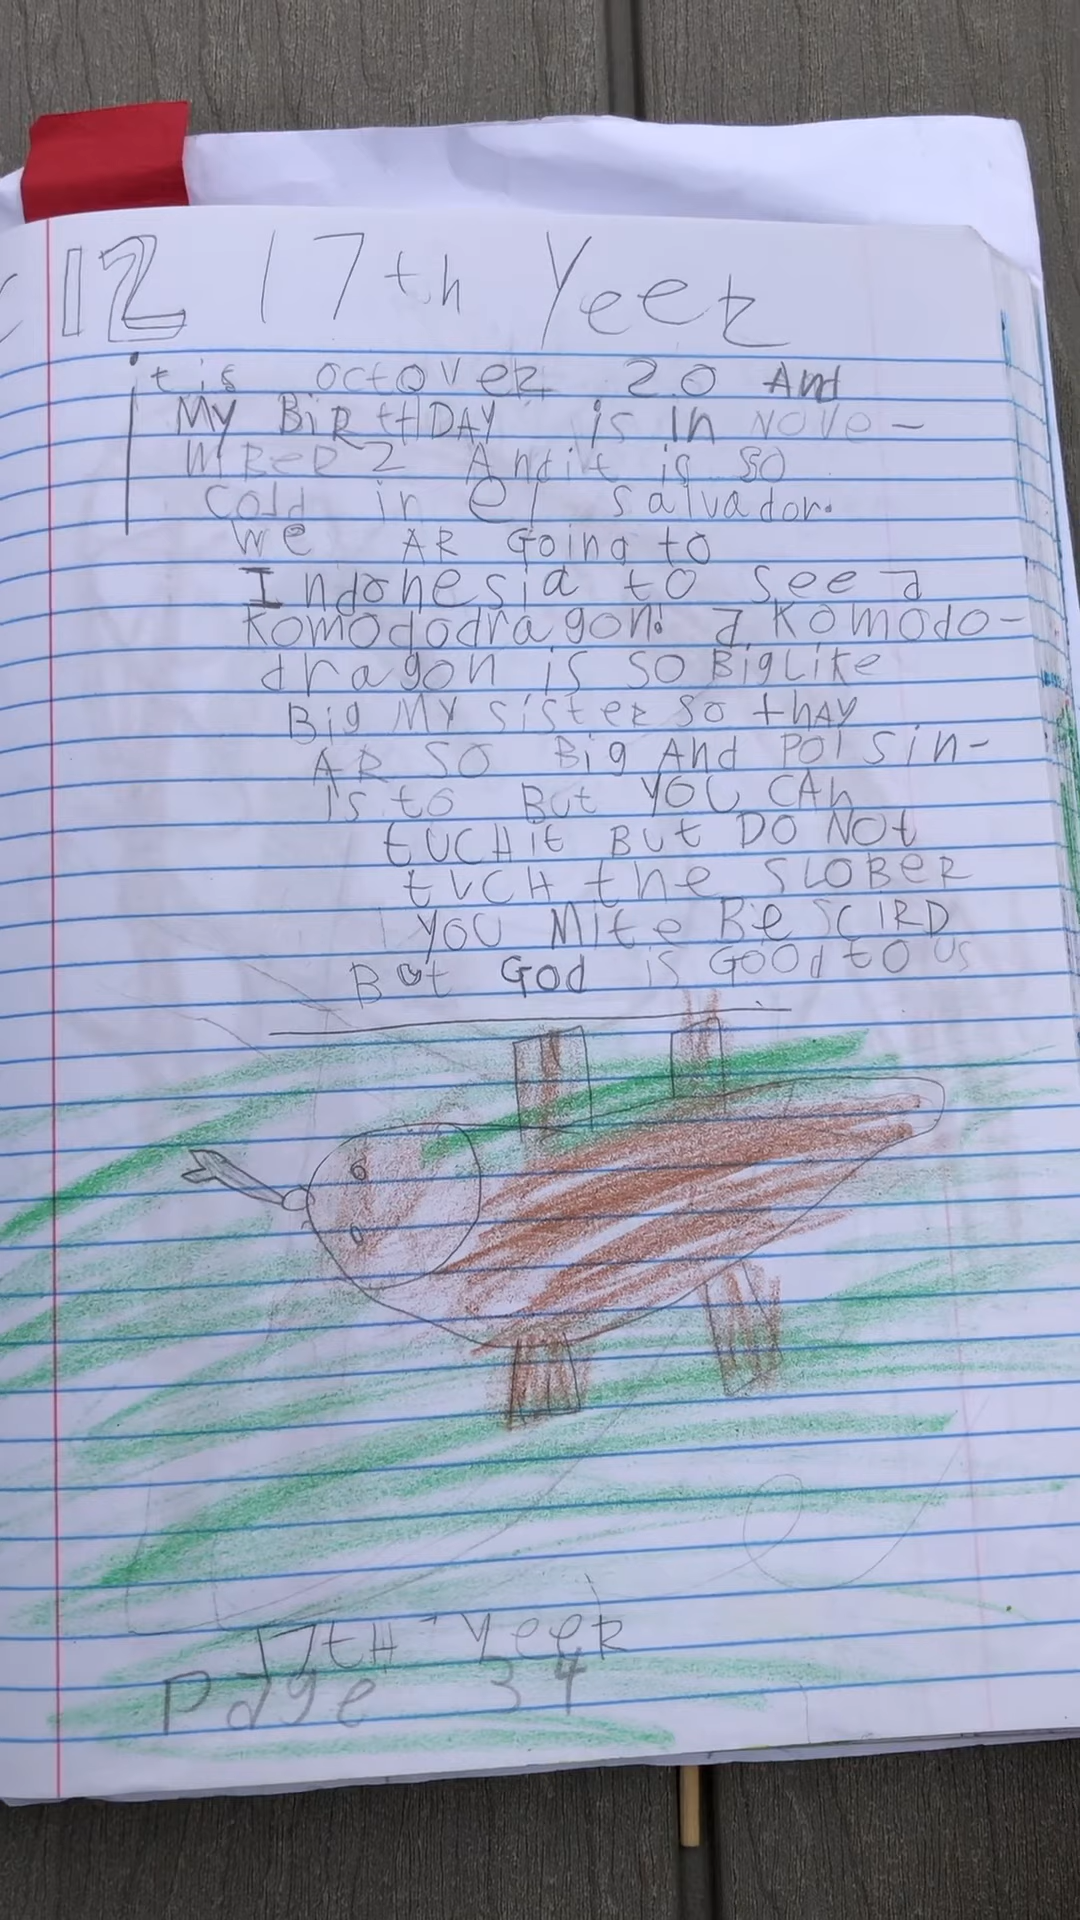 C12 17th Yeer
it is octover 20 And
My BiRtHDAY is in Nove-
mBeR 2 And it is so
cold in el salvador.
we AR Going to
Indonesia to see a
Komododragon! a Komodo-
dragon is so BigLike
Big My sisteR so thAY
AR SO Big And POISin-
is to But YOU CAn
tUCH it But DO NOt
tUCH the SLOBeR
YOU Mite Be SCIRD
But God is GOOd tO US
17tH YeeR
Page 34